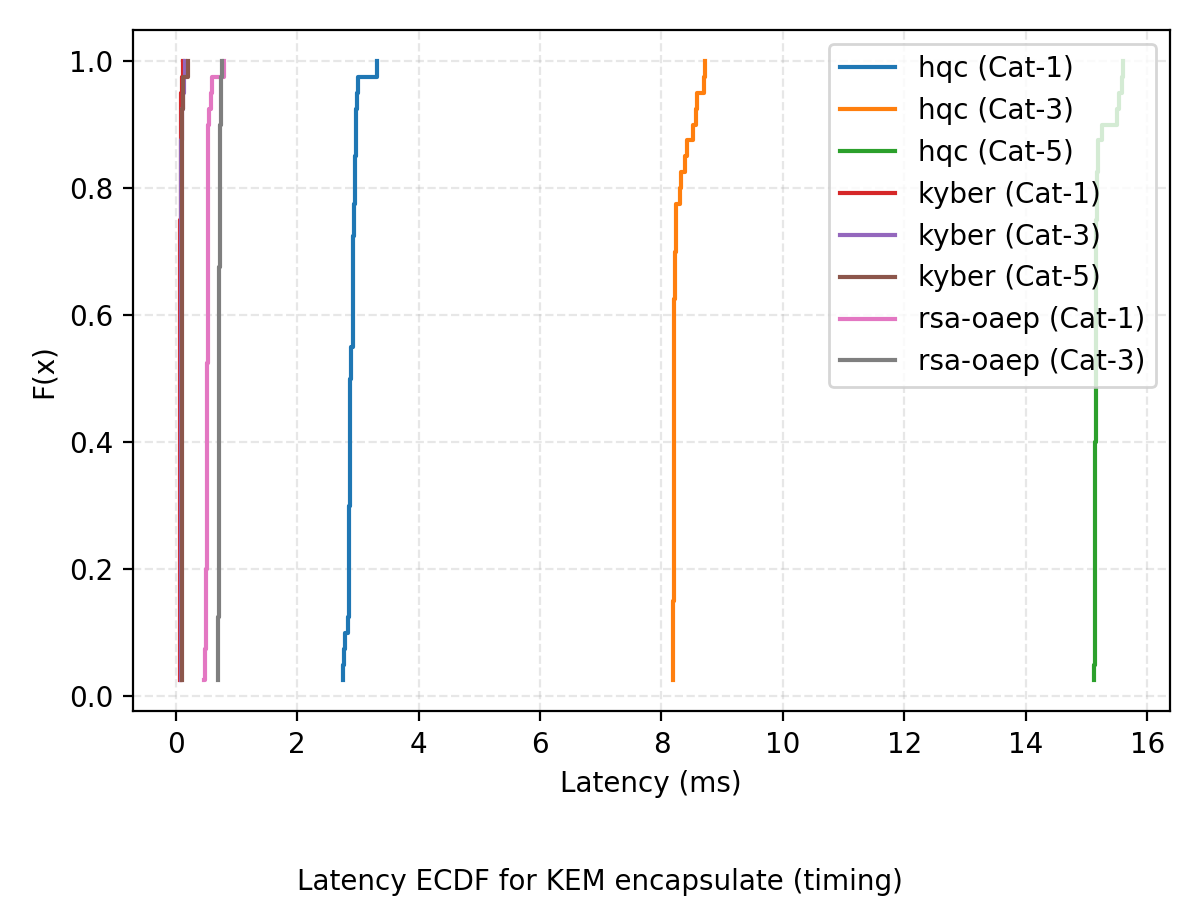 1.0
0.8
0.6
0.4
0.2
0.0
F(x)
hqc (Cat-1)
hqc (Cat-3)
hqc (Cat-5)
kyber (Cat-1)
kyber (Cat-3)
kyber (Cat-5)
rsa-oaep (Cat-1)
rsa-oaep (Cat-3)
0 2 4 6 8 10 12 14 16
Latency (ms)
Latency ECDF for KEM encapsulate (timing)